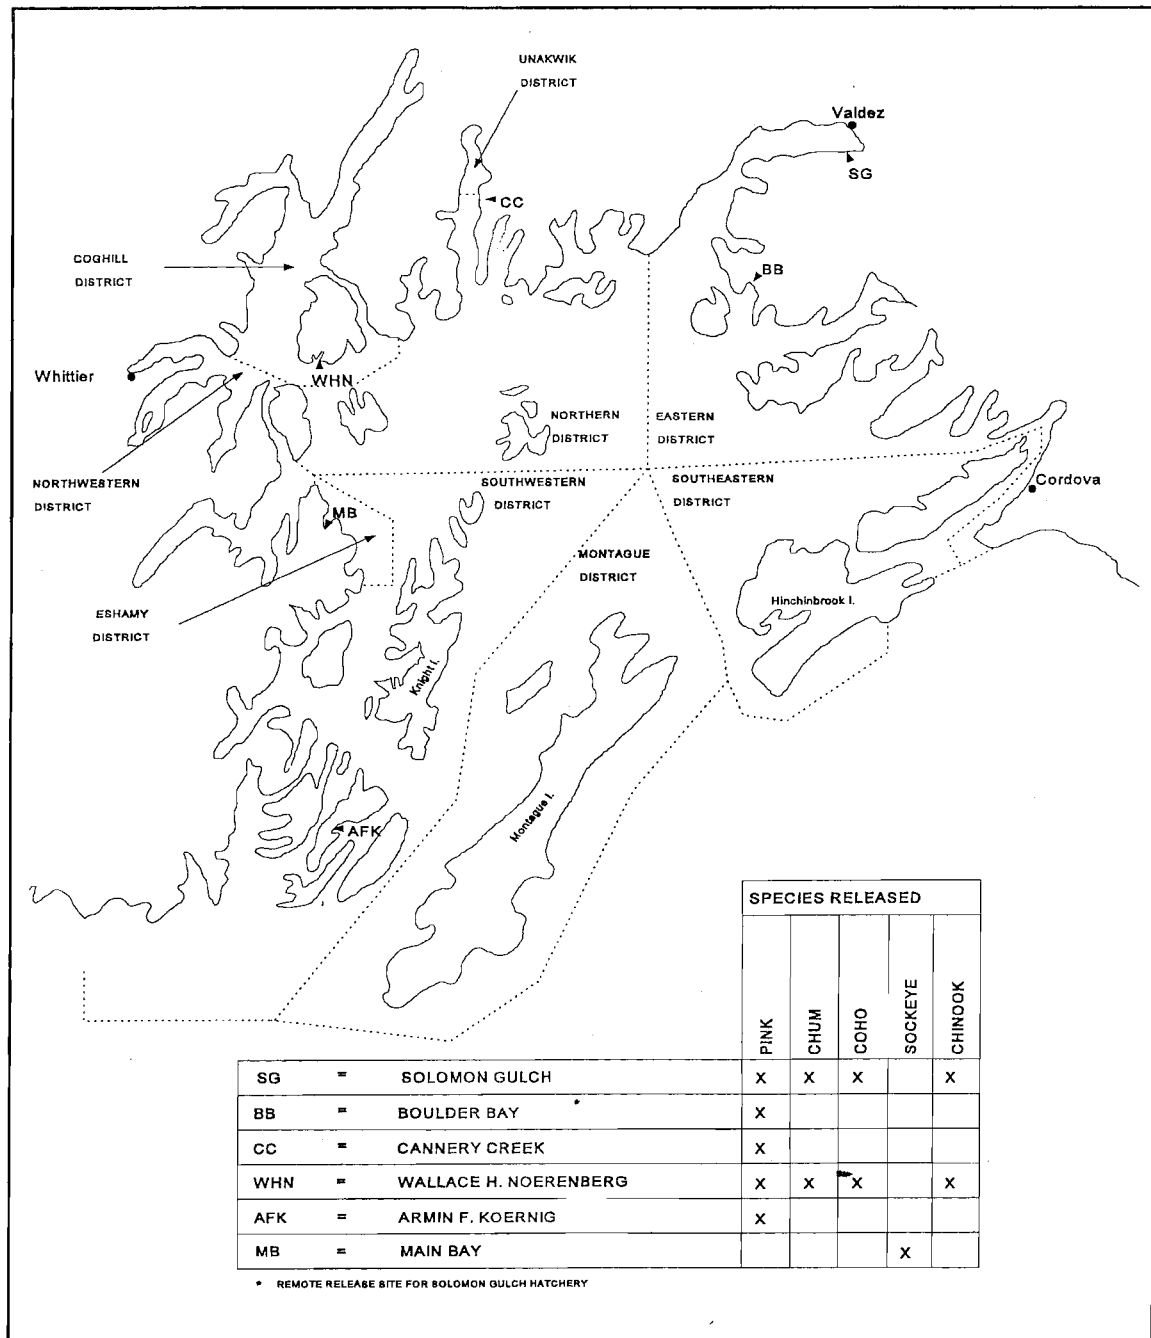 UNAKWIK
DISTRICT
Valdez
SG
CC
COGHILL
DISTRICT
BB
Whittier
WHN
NORTHERN
DISTRICT
EASTERN
DISTRICT
NORTHWESTERN
DISTRICT
SOUTHWESTERN
DISTRICT
SOUTHEASTERN
DISTRICT
Cordova
MB
MONTAGUE
DISTRICT
ESHAMY
DISTRICT
Hinchinbrook I.
Knight I.
Montague I.
AFK
SPECIES RELEASED
PINK CHUM COHO SOCKEYE CHINOOK
SG = SOLOMON GULCH X X X X
BB = BOULDER BAY * X
CC = CANNERY CREEK X
WHN = WALLACE H. NOERENBERG X X X X
AFK = ARMIN F. KOERNIG X
MB = MAIN BAY X
* REMOTE RELEASE SITE FOR SOLOMON GULCH HATCHERY